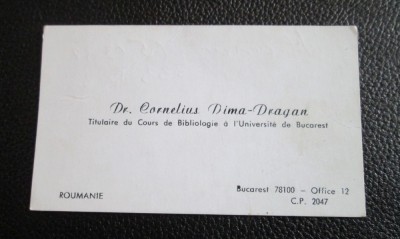 Dr. Cornelius Dima-Dragan
Titulaire du Cours de Bibliologie à l'Université de Bucarest
Bucarest 78100 – Office 12
ROUMANIE
C.P. 2047